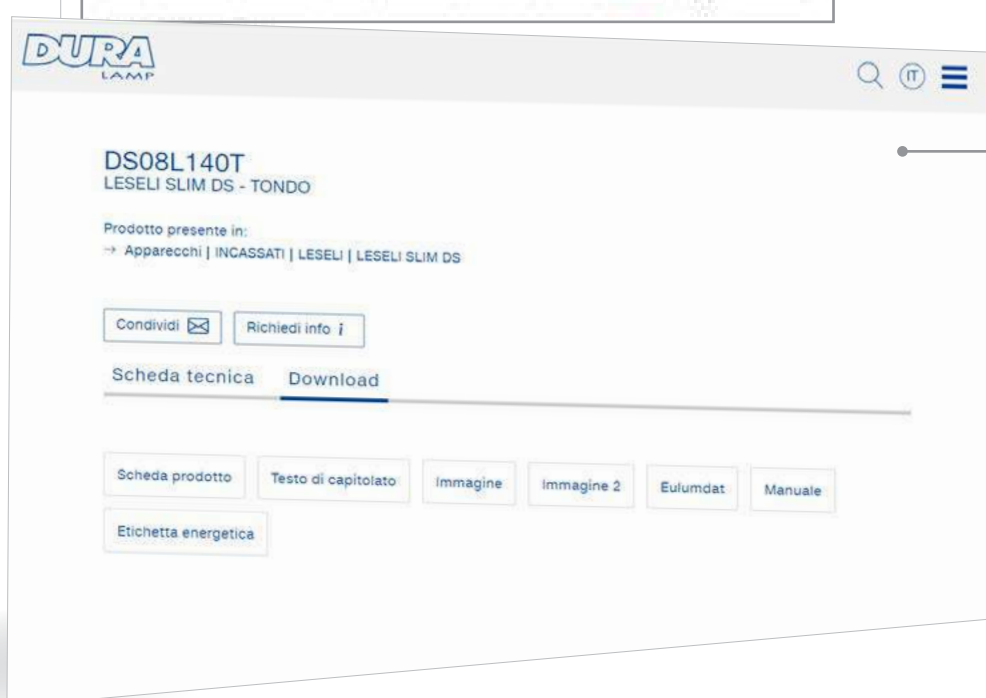 DURA
LAMP
IT
DS08L140T
LESELI SLIM DS - TONDO
Prodotto presente in:
→ Apparecchi | INCASSATI | LESELI | LESELI SLIM DS
Condividi Richiedi info i
Scheda tecnica Download
Scheda prodotto Testo di capitolato Immagine Immagine 2 Eulumdat Manuale
Etichetta energetica